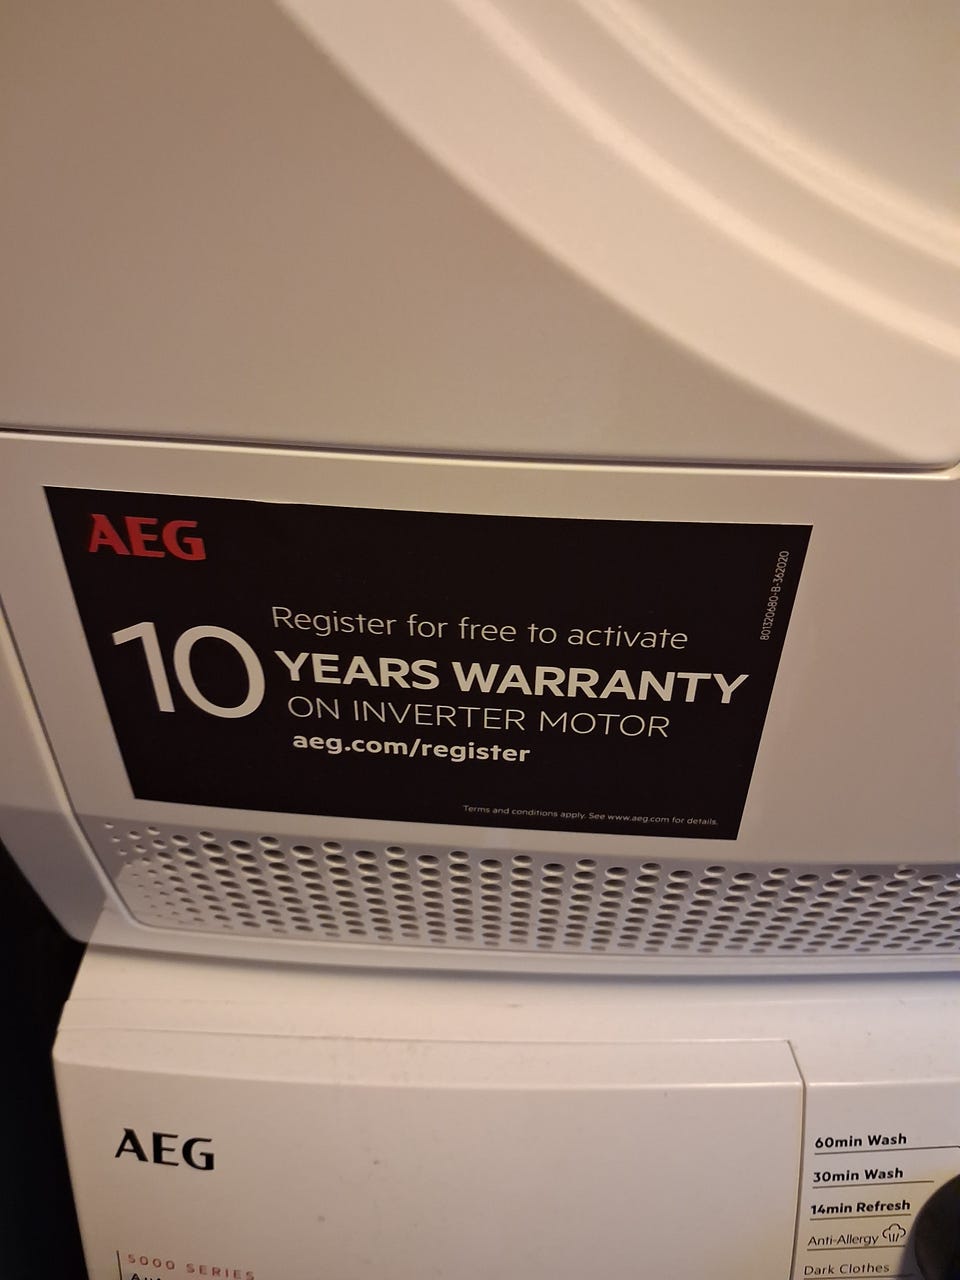 AEG
10
Register for free to activate
YEARS WARRANTY
ON INVERTER MOTOR
aeg.com/register
Terms and conditions apply. See www.aeg.com for details.
801320680-B-362020
AEG
5000 SERIES
60min Wash
30min Wash
14min Refresh
Anti-Allergy
Dark Clothes